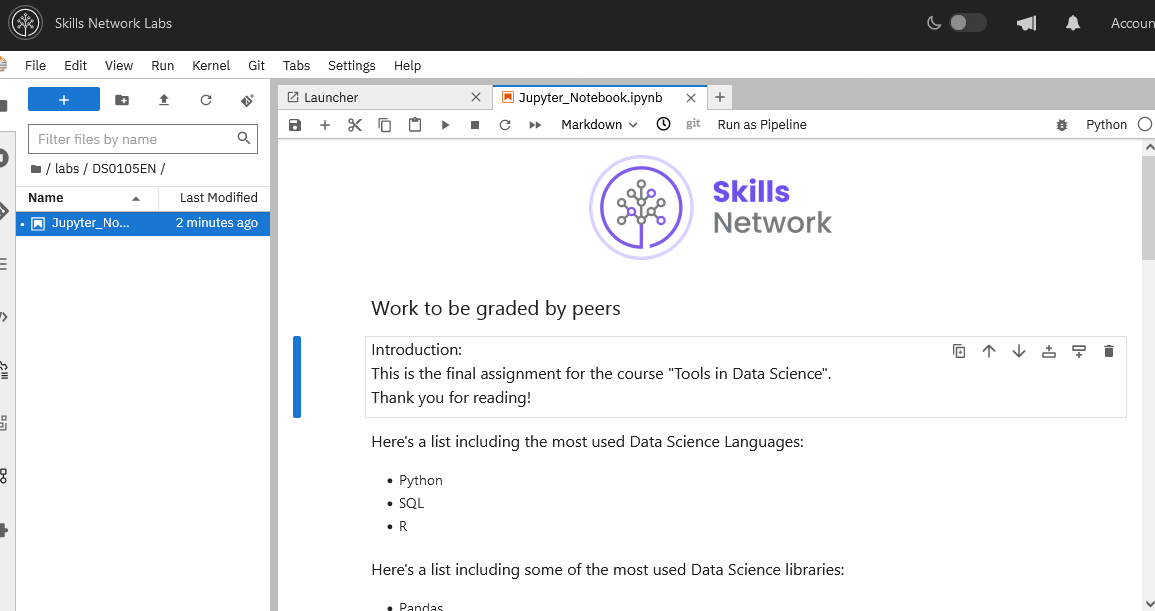 Skills Network Labs
Accoun
File Edit View Run Kernel Git Tabs Settings Help
+
Launcher
Jupyter_Notebook.ipynb
Markdown git Run as Pipeline Python
Filter files by name
/ labs / DS0105EN /
Name Last Modified
Jupyter_No... 2 minutes ago
Skills
Network
Work to be graded by peers
Introduction:
This is the final assignment for the course "Tools in Data Science".
Thank you for reading!
Here's a list including the most used Data Science Languages:
• Python
• SQL
• R
Here's a list including some of the most used Data Science libraries:
• Pandas